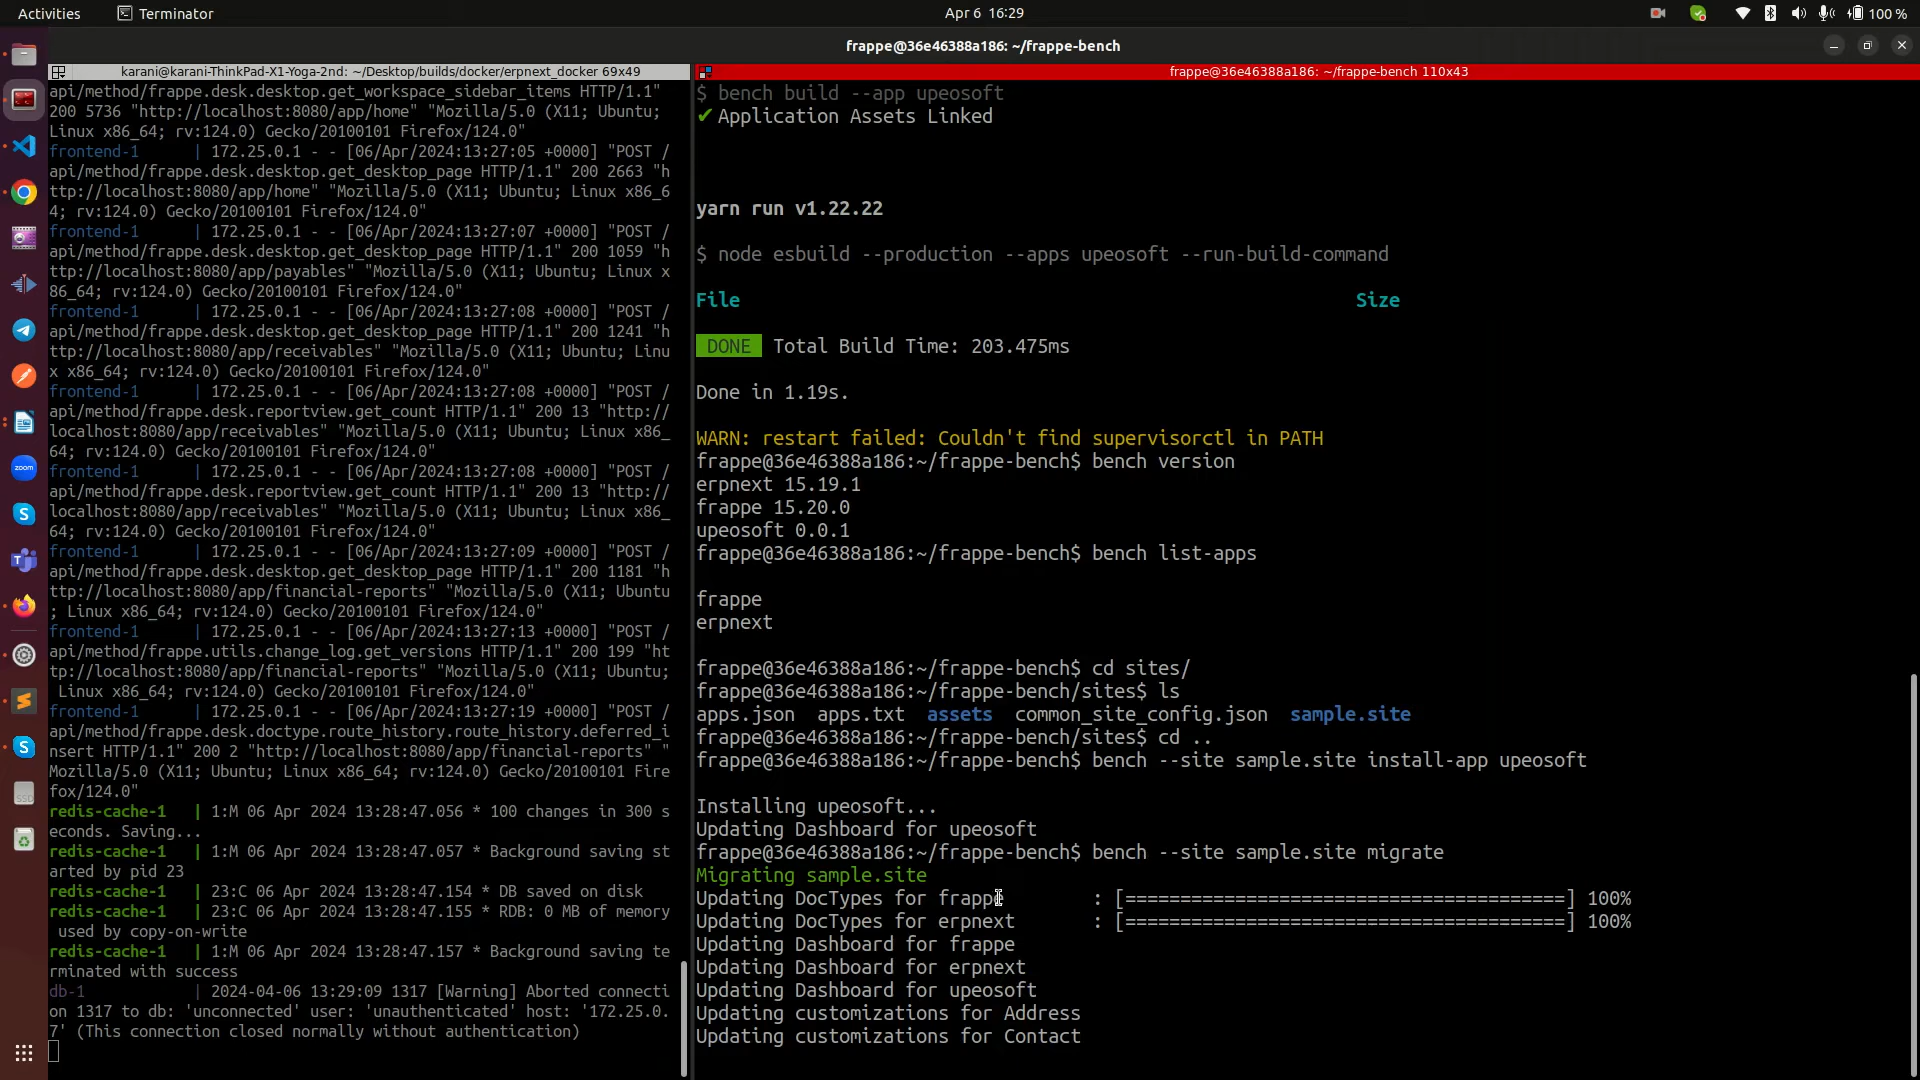 Activities
Terminator
Apr 6 16:29
100 %
frappe@36e46388a186: ~/frappe-bench
karani@karani-ThinkPad-X1-Yoga-2nd: ~/Desktop/builds/docker/erpnext_docker 69x49
api/method/frappe.desk.desktop.get_workspace_sidebar_items HTTP/1.1"
200 5736 "http://localhost:8080/app/home" "Mozilla/5.0 (X11; Ubuntu;
Linux x86_64; rv:124.0) Gecko/20100101 Firefox/124.0"
frontend-1 | 172.25.0.1 - - [06/Apr/2024:13:27:05 +0000] "POST /
api/method/frappe.desk.desktop.get_desktop_page HTTP/1.1" 200 2663 "h
ttp://localhost:8080/app/home" "Mozilla/5.0 (X11; Ubuntu; Linux x86_6
4; rv:124.0) Gecko/20100101 Firefox/124.0"
frontend-1 | 172.25.0.1 - - [06/Apr/2024:13:27:07 +0000] "POST /
api/method/frappe.desk.desktop.get_desktop_page HTTP/1.1" 200 1059 "h
ttp://localhost:8080/app/payables" "Mozilla/5.0 (X11; Ubuntu; Linux x
86_64; rv:124.0) Gecko/20100101 Firefox/124.0"
frontend-1 | 172.25.0.1 - - [06/Apr/2024:13:27:08 +0000] "POST /
api/method/frappe.desk.desktop.get_desktop_page HTTP/1.1" 200 1241 "h
ttp://localhost:8080/app/receivables" "Mozilla/5.0 (X11; Ubuntu; Linu
x x86_64; rv:124.0) Gecko/20100101 Firefox/124.0"
frontend-1 | 172.25.0.1 - - [06/Apr/2024:13:27:08 +0000] "POST /
api/method/frappe.desk.reportview.get_count HTTP/1.1" 200 13 "http://
localhost:8080/app/receivables" "Mozilla/5.0 (X11; Ubuntu; Linux x86_
64; rv:124.0) Gecko/20100101 Firefox/124.0"
frontend-1 | 172.25.0.1 - - [06/Apr/2024:13:27:08 +0000] "POST /
api/method/frappe.desk.reportview.get_count HTTP/1.1" 200 13 "http://
localhost:8080/app/receivables" "Mozilla/5.0 (X11; Ubuntu; Linux x86_
64; rv:124.0) Gecko/20100101 Firefox/124.0"
frontend-1 | 172.25.0.1 - - [06/Apr/2024:13:27:09 +0000] "POST /
api/method/frappe.desk.desktop.get_desktop_page HTTP/1.1" 200 1181 "h
ttp://localhost:8080/app/financial-reports" "Mozilla/5.0 (X11; Ubuntu
; Linux x86_64; rv:124.0) Gecko/20100101 Firefox/124.0"
frontend-1 | 172.25.0.1 - - [06/Apr/2024:13:27:13 +0000] "POST /
api/method/frappe.utils.change_log.get_versions HTTP/1.1" 200 199 "ht
tp://localhost:8080/app/financial-reports" "Mozilla/5.0 (X11; Ubuntu;
Linux x86_64; rv:124.0) Gecko/20100101 Firefox/124.0"
frontend-1 | 172.25.0.1 - - [06/Apr/2024:13:27:19 +0000] "POST /
api/method/frappe.desk.doctype.route_history.route_history.deferred_i
nsert HTTP/1.1" 200 2 "http://localhost:8080/app/financial-reports" "
Mozilla/5.0 (X11; Ubuntu; Linux x86_64; rv:124.0) Gecko/20100101 Fire
fox/124.0"
redis-cache-1 | 1:M 06 Apr 2024 13:28:47.056 * 100 changes in 300 s
econds. Saving...
redis-cache-1 | 1:M 06 Apr 2024 13:28:47.057 * Background saving st
arted by pid 23
redis-cache-1 | 23:C 06 Apr 2024 13:28:47.154 * DB saved on disk
redis-cache-1 | 23:C 06 Apr 2024 13:28:47.155 * RDB: 0 MB of memory
used by copy-on-write
redis-cache-1 | 1:M 06 Apr 2024 13:28:47.157 * Background saving te
rminated with success
db-1 | 2024-04-06 13:29:09 1317 [Warning] Aborted connecti
on 1317 to db: 'unconnected' user: 'unauthenticated' host: '172.25.0.
7' (This connection closed normally without authentication)
frappe@36e46388a186: ~/frappe-bench 110x43
$ bench build --app upeosoft
✔ Application Assets Linked
yarn run v1.22.22
$ node esbuild --production --apps upeosoft --run-build-command
File Size
DONE Total Build Time: 203.475ms
Done in 1.19s.
WARN: restart failed: Couldn't find supervisorctl in PATH
frappe@36e46388a186:~/frappe-bench$ bench version
erpnext 15.19.1
frappe 15.20.0
upeosoft 0.0.1
frappe@36e46388a186:~/frappe-bench$ bench list-apps
frappe
erpnext
frappe@36e46388a186:~/frappe-bench$ cd sites/
frappe@36e46388a186:~/frappe-bench/sites$ ls
apps.json apps.txt assets common_site_config.json sample.site
frappe@36e46388a186:~/frappe-bench/sites$ cd ..
frappe@36e46388a186:~/frappe-bench$ bench --site sample.site install-app upeosoft
Installing upeosoft...
Updating Dashboard for upeosoft
frappe@36e46388a186:~/frappe-bench$ bench --site sample.site migrate
Migrating sample.site
Updating DocTypes for frappe : [========================================] 100%
Updating DocTypes for erpnext : [========================================] 100%
Updating Dashboard for frappe
Updating Dashboard for erpnext
Updating Dashboard for upeosoft
Updating customizations for Address
Updating customizations for Contact
zoom
SSD